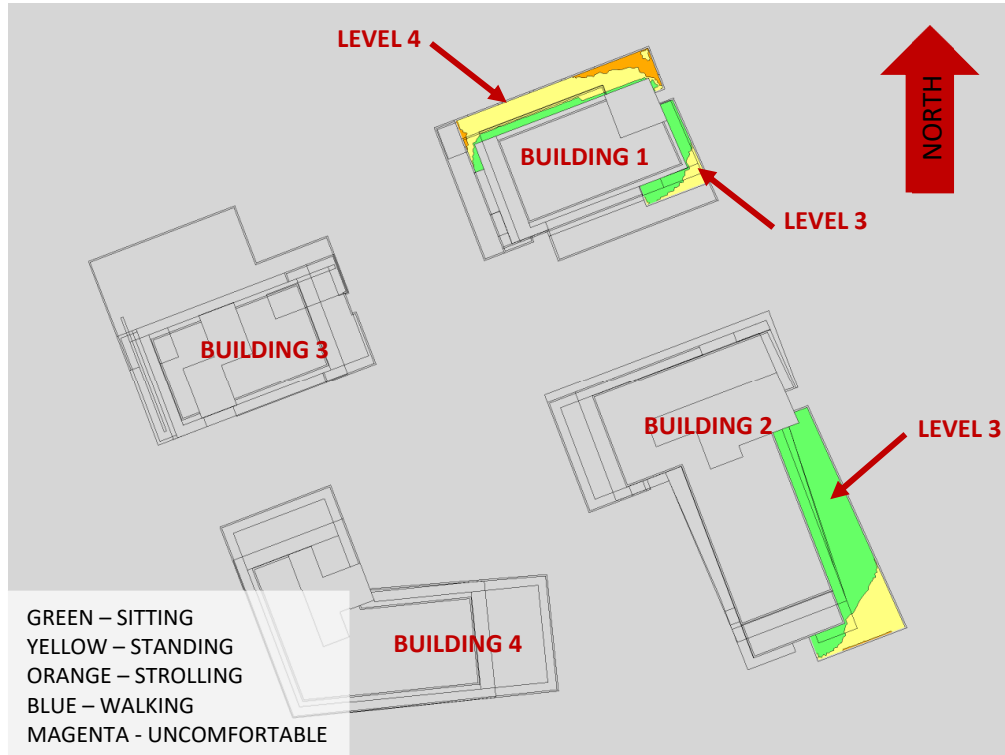 LEVEL 4
NORTH
BUILDING 1
LEVEL 3
BUILDING 3
BUILDING 2
LEVEL 3
BUILDING 4
GREEN – SITTING
YELLOW – STANDING
ORANGE – STROLLING
BLUE – WALKING
MAGENTA - UNCOMFORTABLE